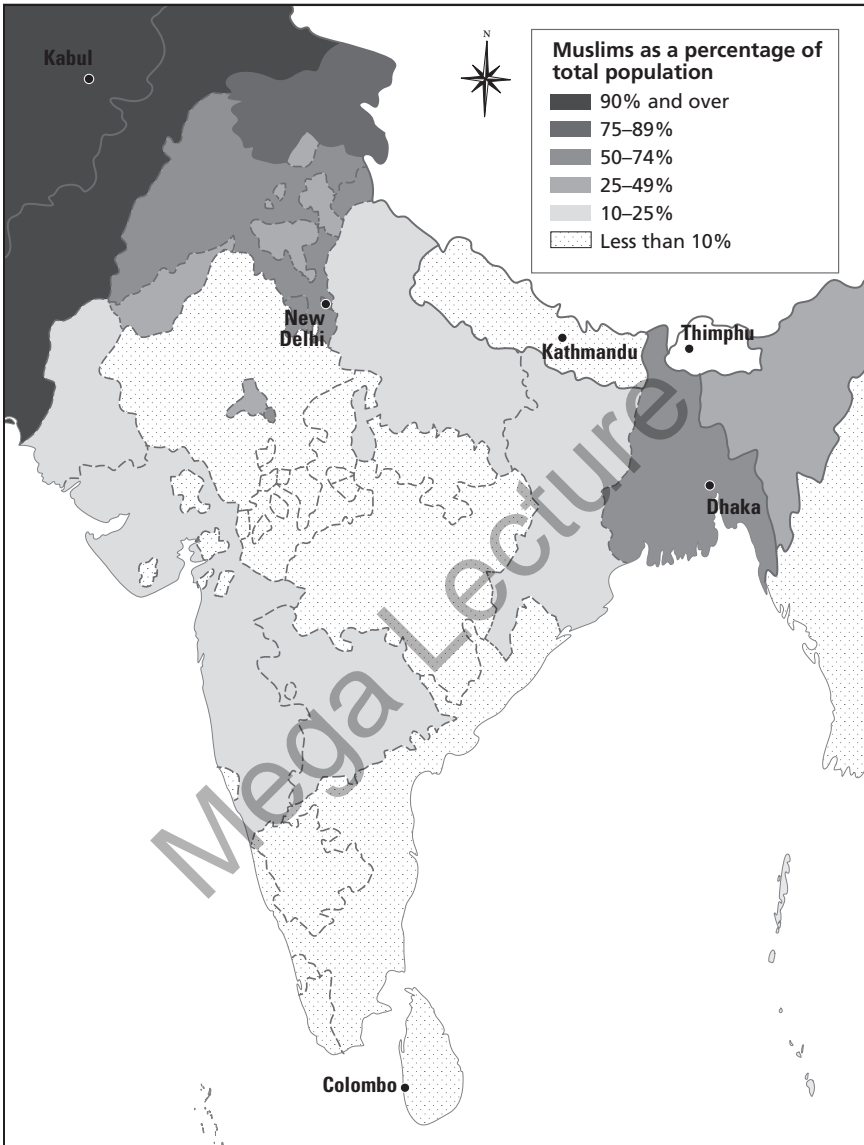 Kabul
N
Muslims as a percentage of
total population
90% and over
75–89%
50–74%
25–49%
10–25%
Less than 10%
New
Delhi
Kathmandu
Thimphu
Dhaka
Mega Lecture
Colombo